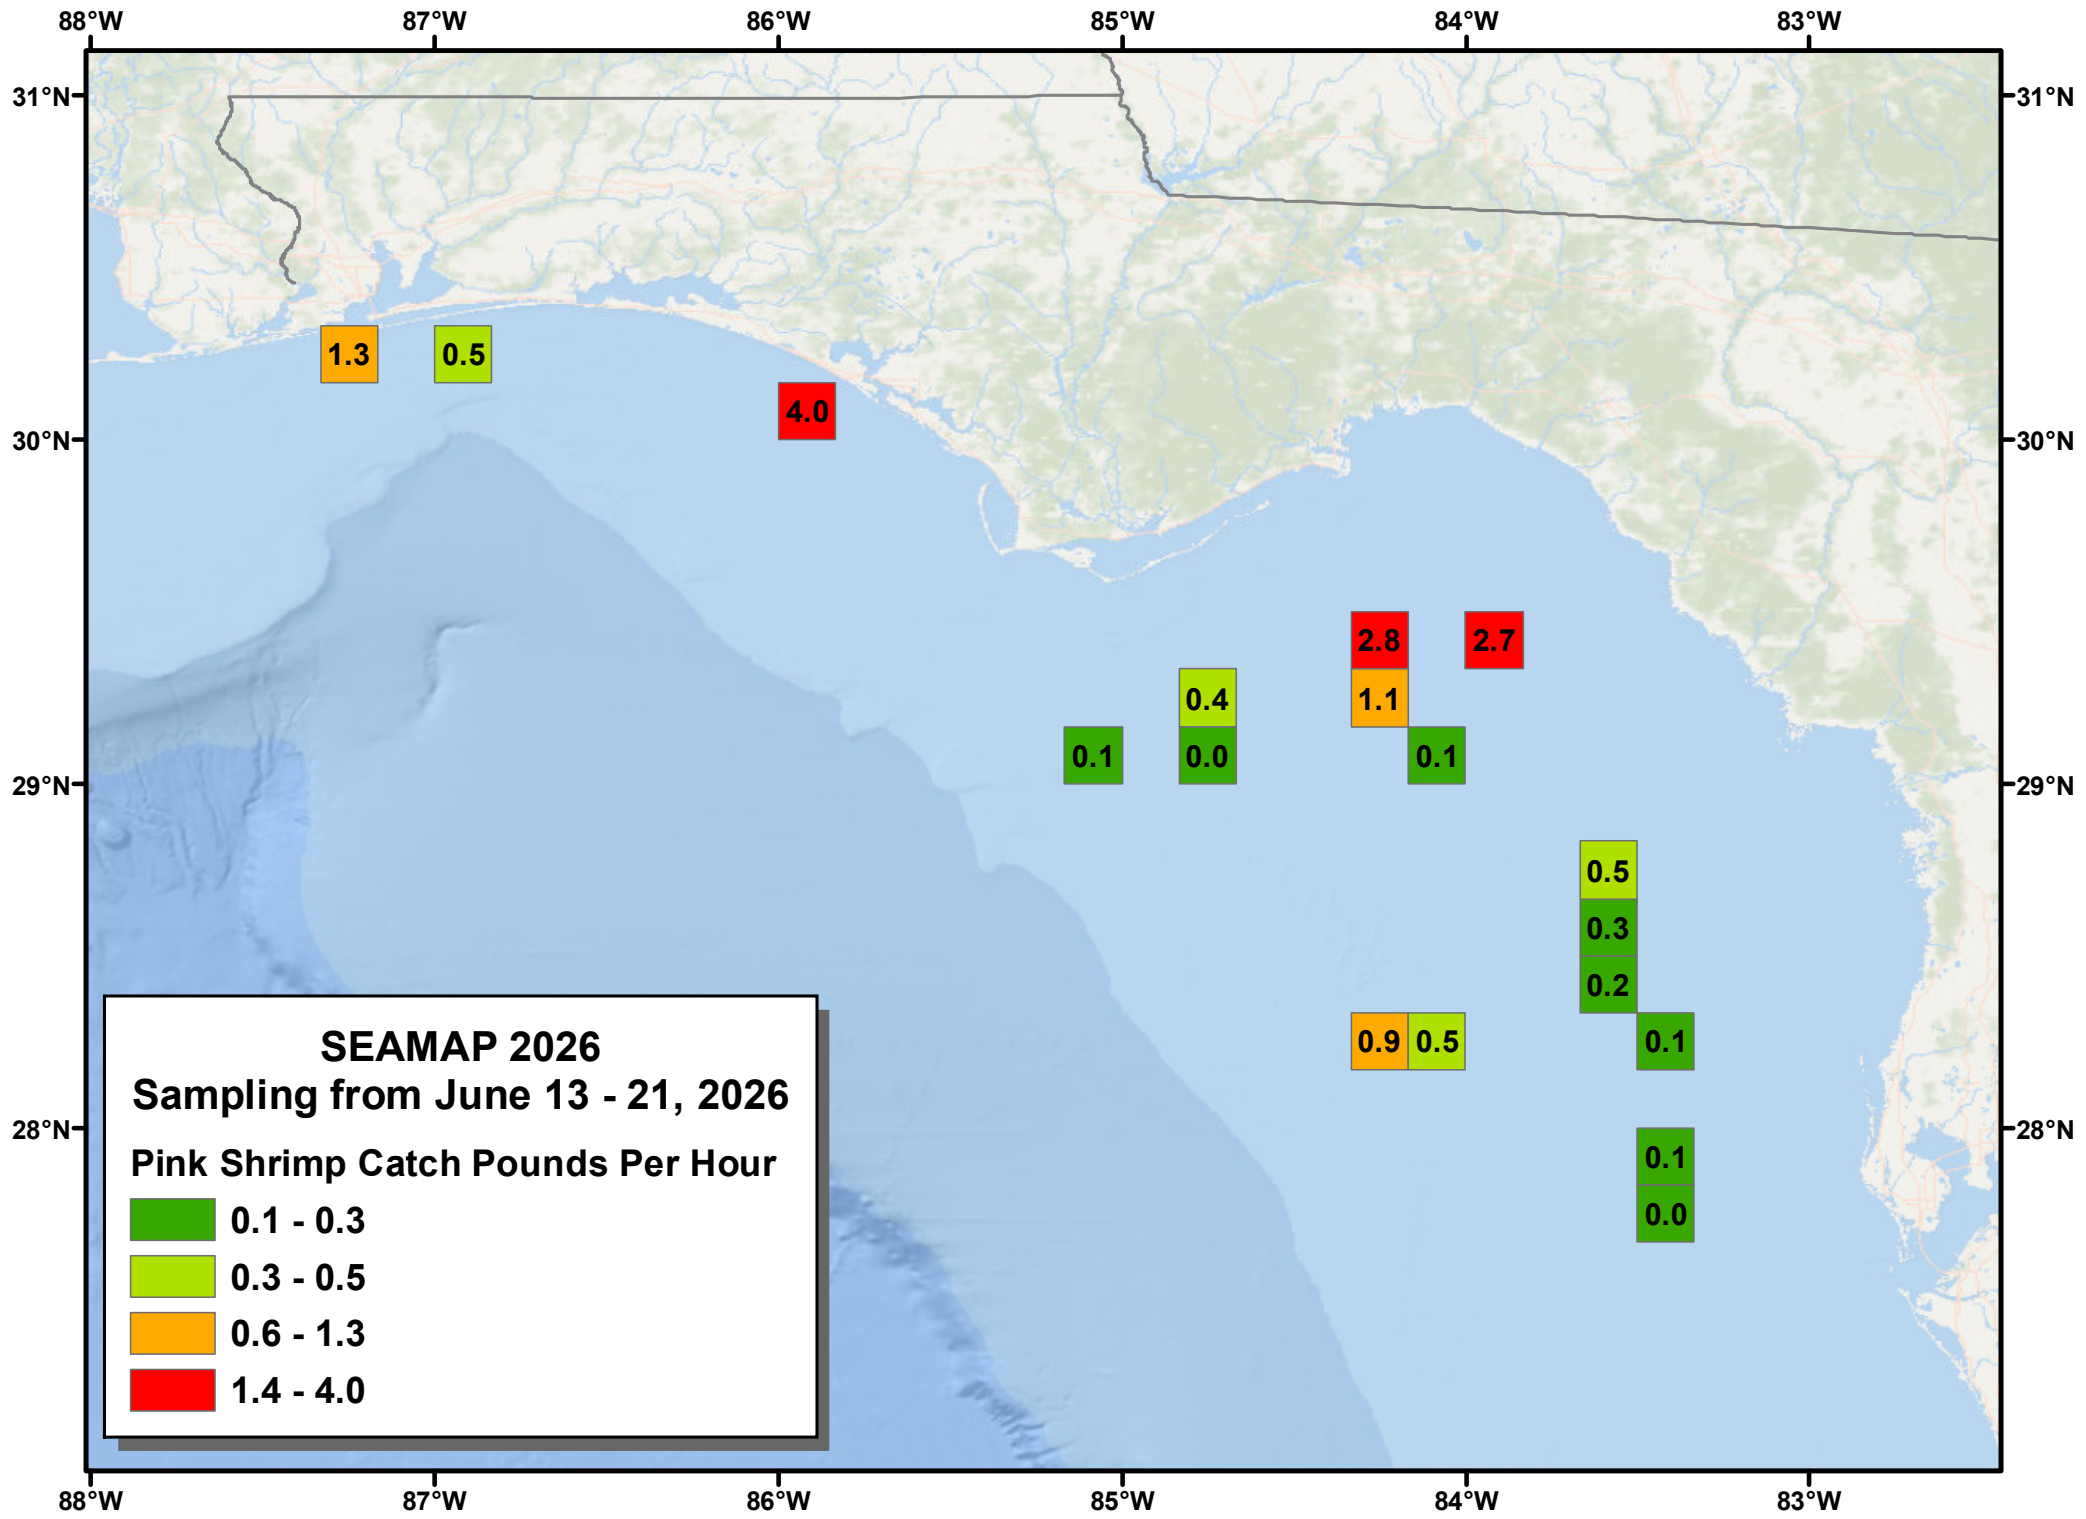 88°W 87°W 86°W 85°W 84°W 83°W
31°N 31°N
1.3 0.5
4.0
30°N 30°N
2.8 2.7
0.4 1.1
0.1 0.0 0.1
29°N 29°N
0.5
0.3
0.2
0.9 0.5 0.1
SEAMAP 2026
Sampling from June 13 - 21, 2026
28°N 28°N
0.1
Pink Shrimp Catch Pounds Per Hour
0.0
0.1 - 0.3
0.3 - 0.5
0.6 - 1.3
1.4 - 4.0
88°W 87°W 86°W 85°W 84°W 83°W